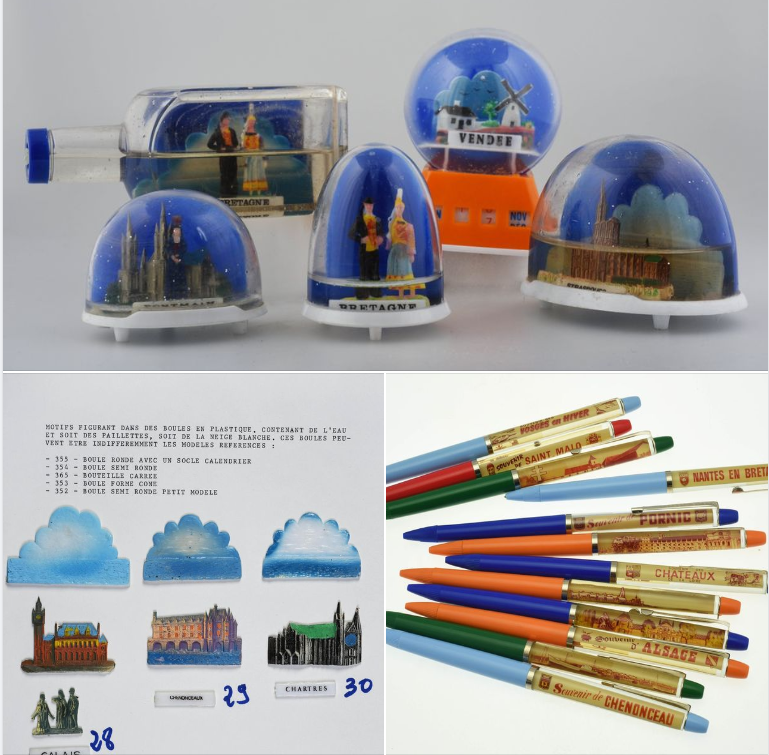 VENDEE
NOV
BRETAGNE
BRETAGNE
STRASBOURG
MOTIFS FIGURANT DANS DES BOULES EN PLASTIQUE, CONTENANT DE L'EAU
ET SOIT DES PAILLETTES, SOIT DE LA NEIGE BLANCHE. CES BOULES PEU-
VENT ETRE INDIFFEREMMENT LES MODELES REFERENCES :
- 355 - BOULE RONDE AVEC UN SOCLE CALENDRIER
- 354 - BOULE SEMI RONDE
- 365 - BOUTEILLE CARREE
- 353 - BOULE FORME CONE
- 352 - BOULE SEMI RONDE PETIT MODELE
CHENONCEAUX 29
CHARTRES 30
CALAIS 28
VOSGES en HIVER
SOUVENIR DE SAINT MALO
NANTES EN BRETA
Souvenir de PORNIC
CHATEAUX
Souvenir d'ALSAGE
Souvenir de CHENONCEAU